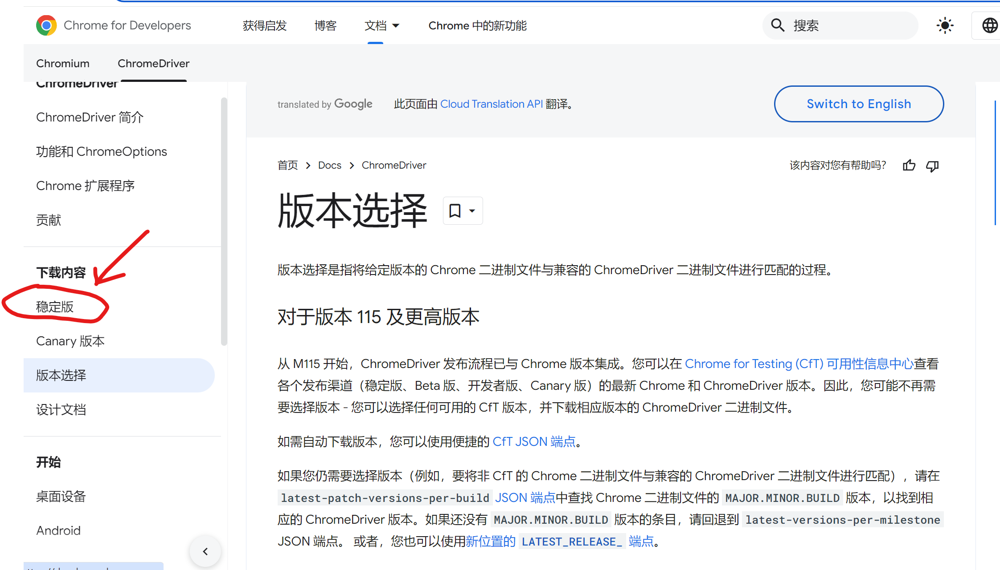 Chrome for Developers
获得启发
博客
文档
Chrome 中的新功能
搜索
Chromium
ChromeDriver
ChromeDriver
ChromeDriver 简介
功能和 ChromeOptions
Chrome 扩展程序
贡献
下载内容
稳定版
Canary 版本
版本选择
设计文档
开始
桌面设备
Android
translated by Google
此页面由 Cloud Translation API 翻译。
Switch to English
首页 > Docs > ChromeDriver
该内容对您有帮助吗？
版本选择
版本选择是指将给定版本的 Chrome 二进制文件与兼容的 ChromeDriver 二进制文件进行匹配的过程。
对于版本 115 及更高版本
从 M115 开始，ChromeDriver 发布流程已与 Chrome 版本集成。您可以在 Chrome for Testing (CfT) 可用性信息中心查看
各个发布渠道（稳定版、Beta 版、开发者版、Canary 版）的最新 Chrome 和 ChromeDriver 版本。因此，您可能不再需
要选择版本 - 您可以选择任何可用的 CfT 版本，并下载相应版本的 ChromeDriver 二进制文件。
如需自动下载版本，您可以使用便捷的 CfT JSON 端点。
如果您仍需要选择版本（例如，要将非 CfT 的 Chrome 二进制文件与兼容的 ChromeDriver 二进制文件进行匹配），请在
latest-patch-versions-per-build JSON 端点中查找 Chrome 二进制文件的 MAJOR.MINOR.BUILD 版本，以找到相
应的 ChromeDriver 版本。如果还没有 MAJOR.MINOR.BUILD 版本的条目，请回退到 latest-versions-per-milestone
JSON 端点。 或者，您也可以使用新位置的 LATEST_RELEASE_ 端点。